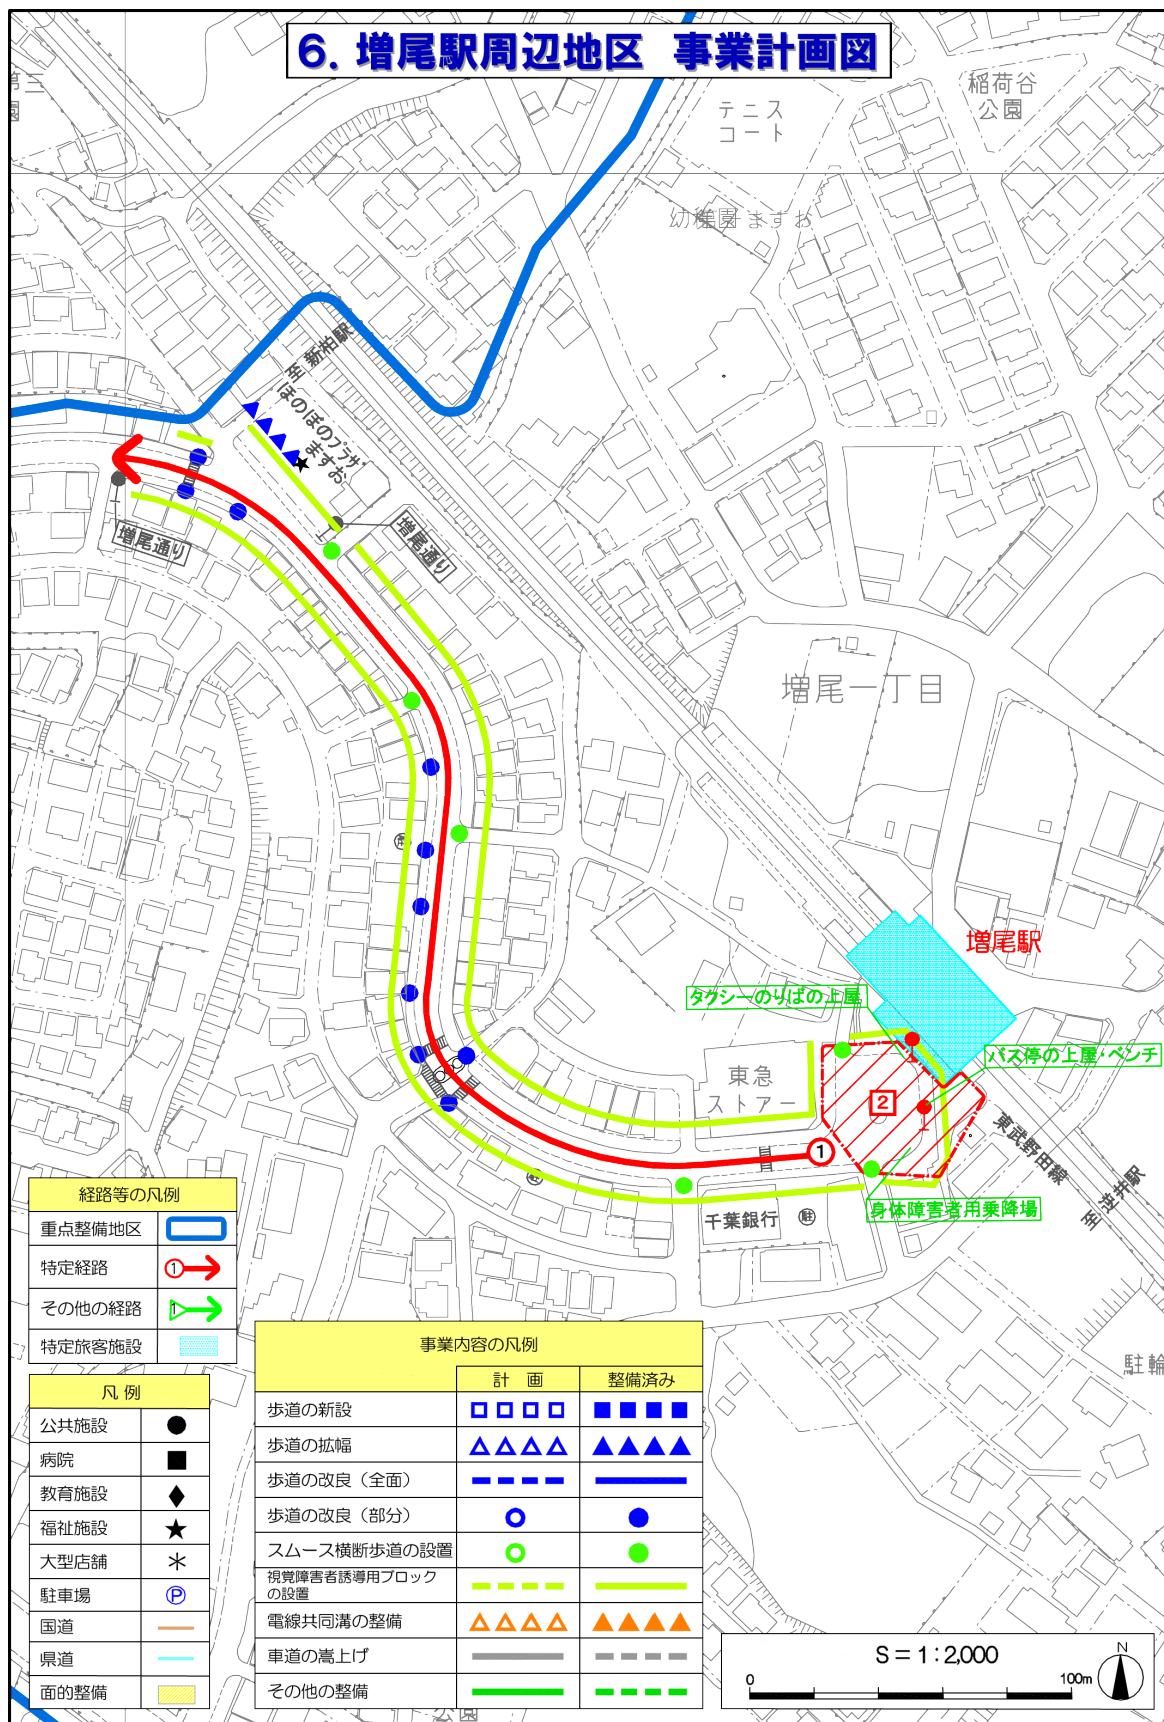 6. 増尾駅周辺地区　事業計画図
第三
園
テニス
コート
稲荷谷
公園
幼稚園ますお
至 新柏駅
ほのぼのプラザ
ますお
増尾通り
増尾通り
増尾一丁目
増尾駅
タクシーのりばの上屋
バス停の上屋・ベンチ
東急
ストアー
2
1
東武野田線
至 逆井駅
身体障害者用乗降場
千葉銀行
駐
駐輪
公園
経路等の凡例
重点整備地区
特定経路 1
その他の経路 1
特定旅客施設
凡 例
公共施設
病院
教育施設
福祉施設
大型店舗
駐車場 P
国道
県道
面的整備
事業内容の凡例
計　画　整備済み
歩道の新設
歩道の拡幅
歩道の改良（全面）
歩道の改良（部分）
スムース横断歩道の設置
視覚障害者誘導用ブロック
の設置
電線共同溝の整備
車道の嵩上げ
その他の整備
S = 1 : 2,000
0 100m
N